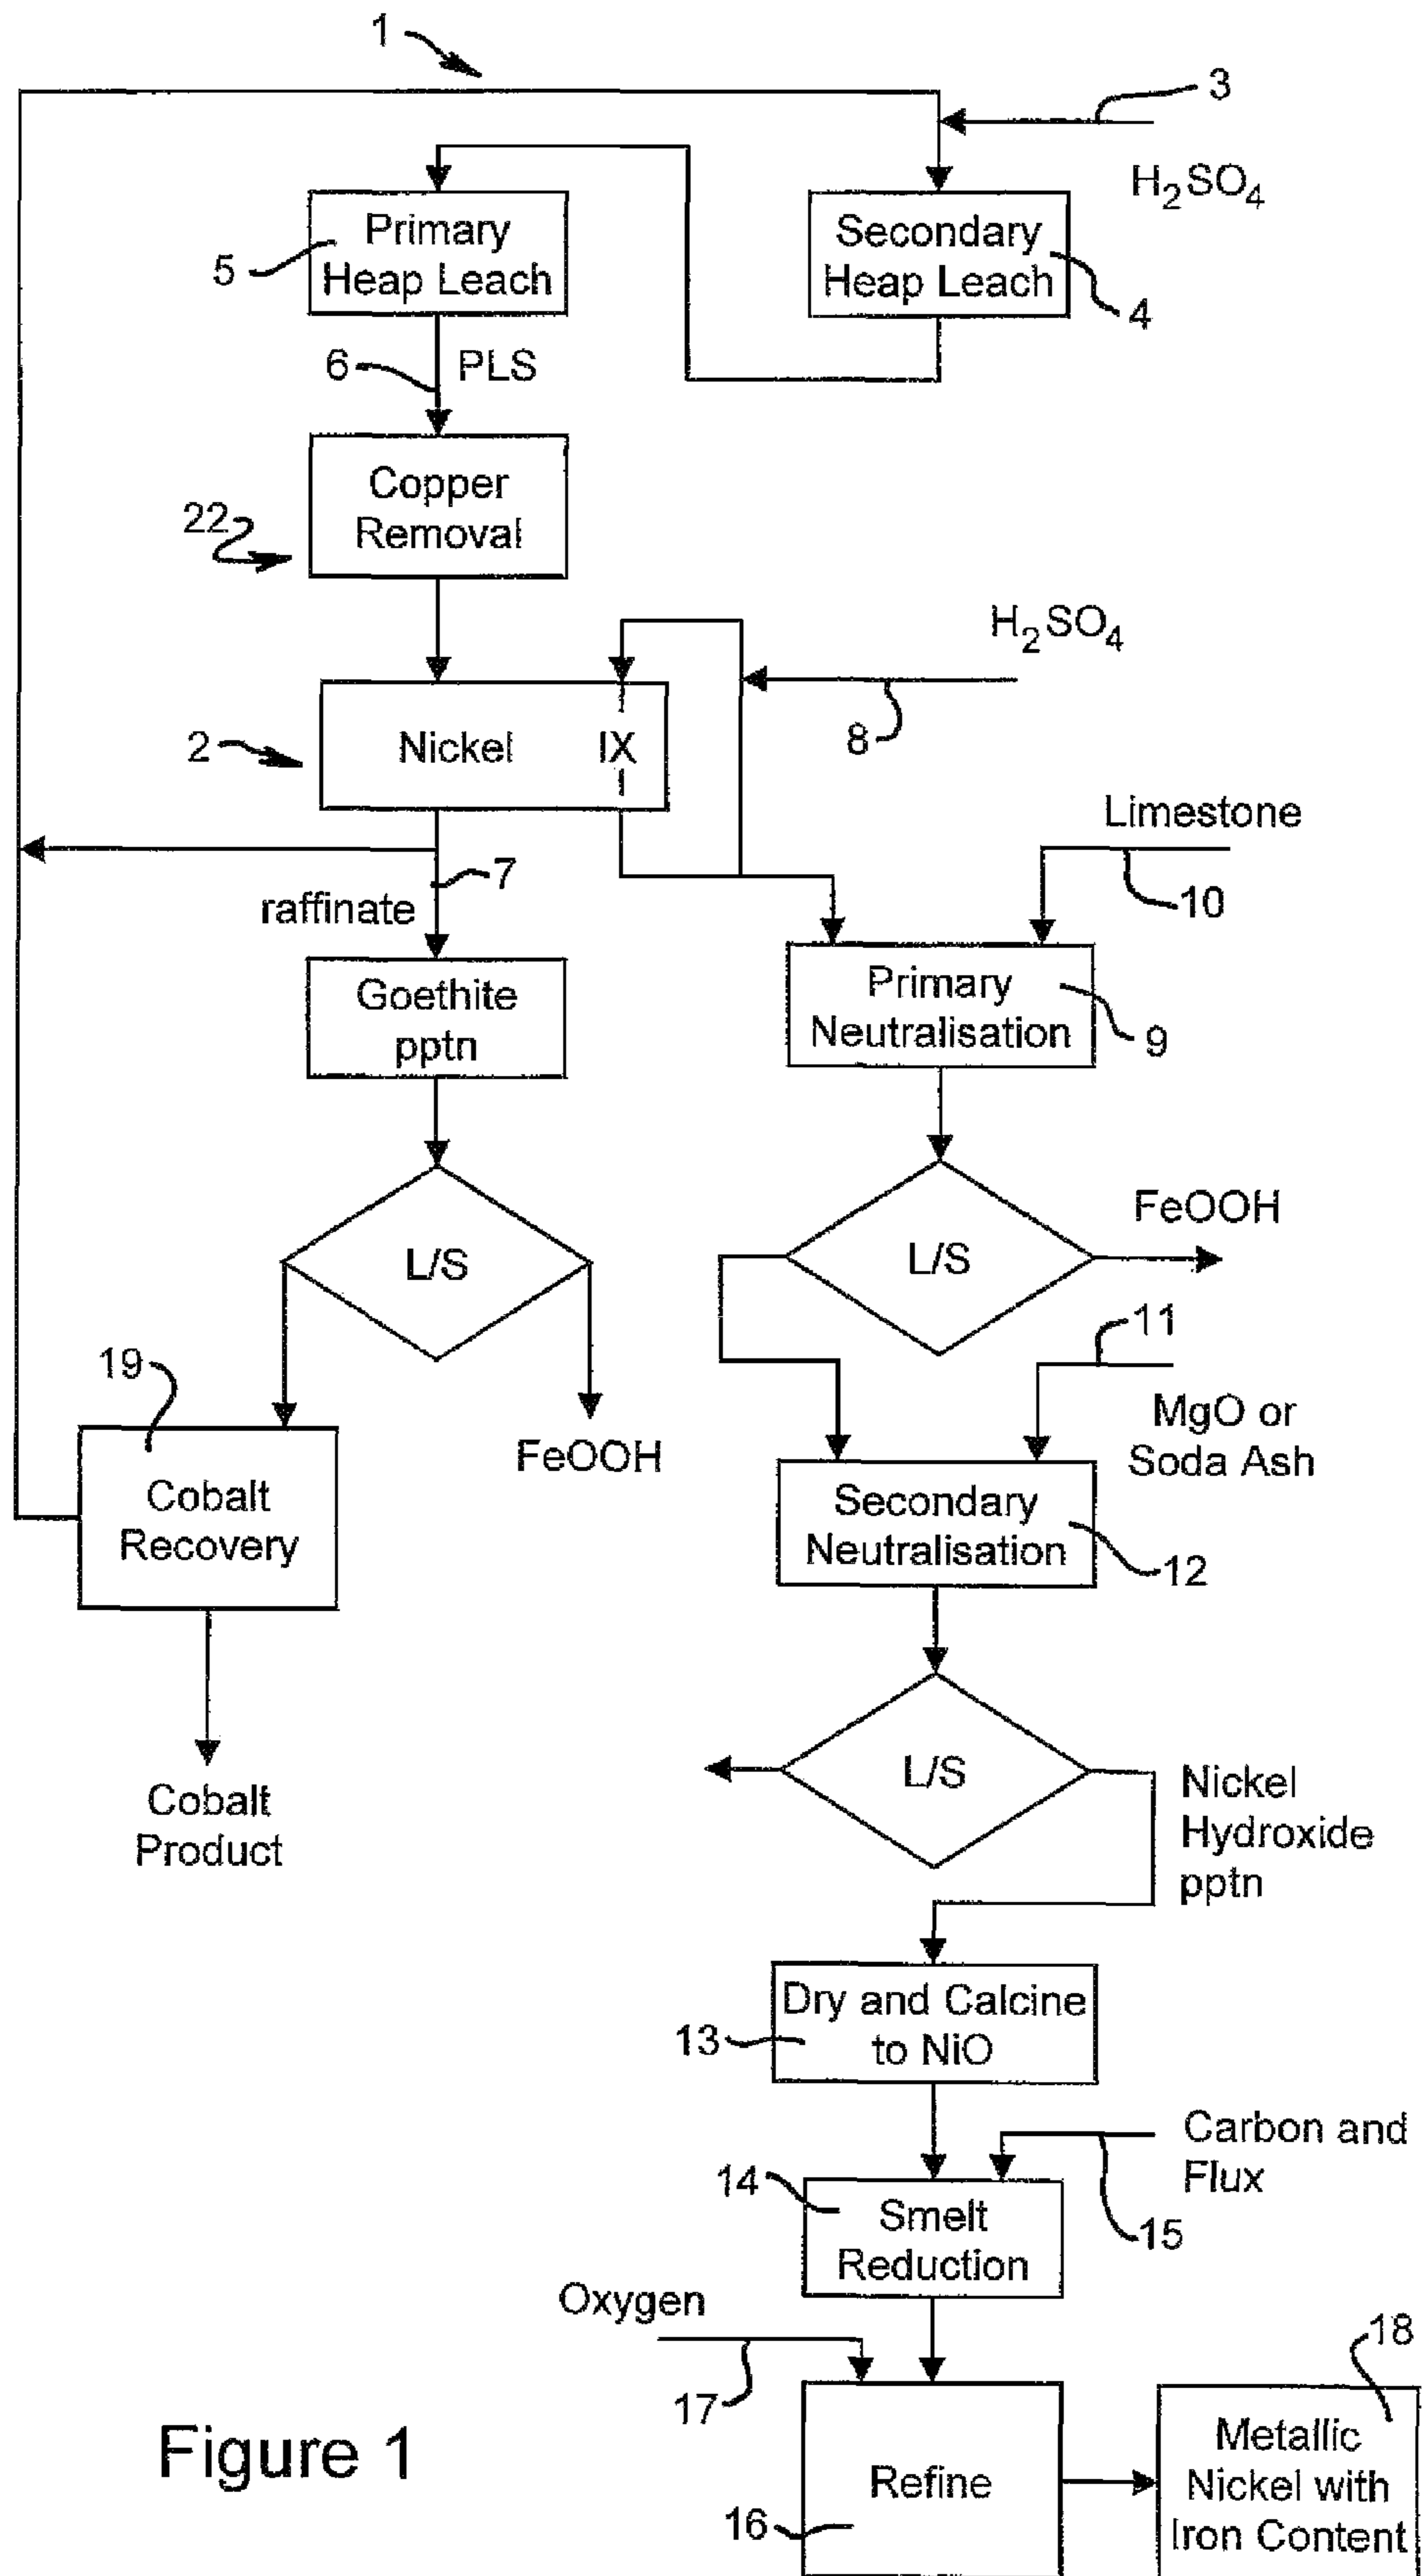 1
3
H2SO4
Primary
Heap Leach
5
Secondary
Heap Leach
4
6
PLS
Copper
Removal
22
H2SO4
8
2
Nickel IX
Limestone
10
7
raffinate
Goethite
pptn
Primary
Neutralisation
9
L/S
FeOOH
L/S
FeOOH
11
MgO or
Soda Ash
19
Cobalt
Recovery
Secondary
Neutralisation
12
Cobalt
Product
L/S
Nickel
Hydroxide
pptn
Dry and Calcine
to NiO
13
Carbon and
Flux
15
14
Smelt
Reduction
Oxygen
17
Refine
16
18
Metallic
Nickel with
Iron Content
Figure 1